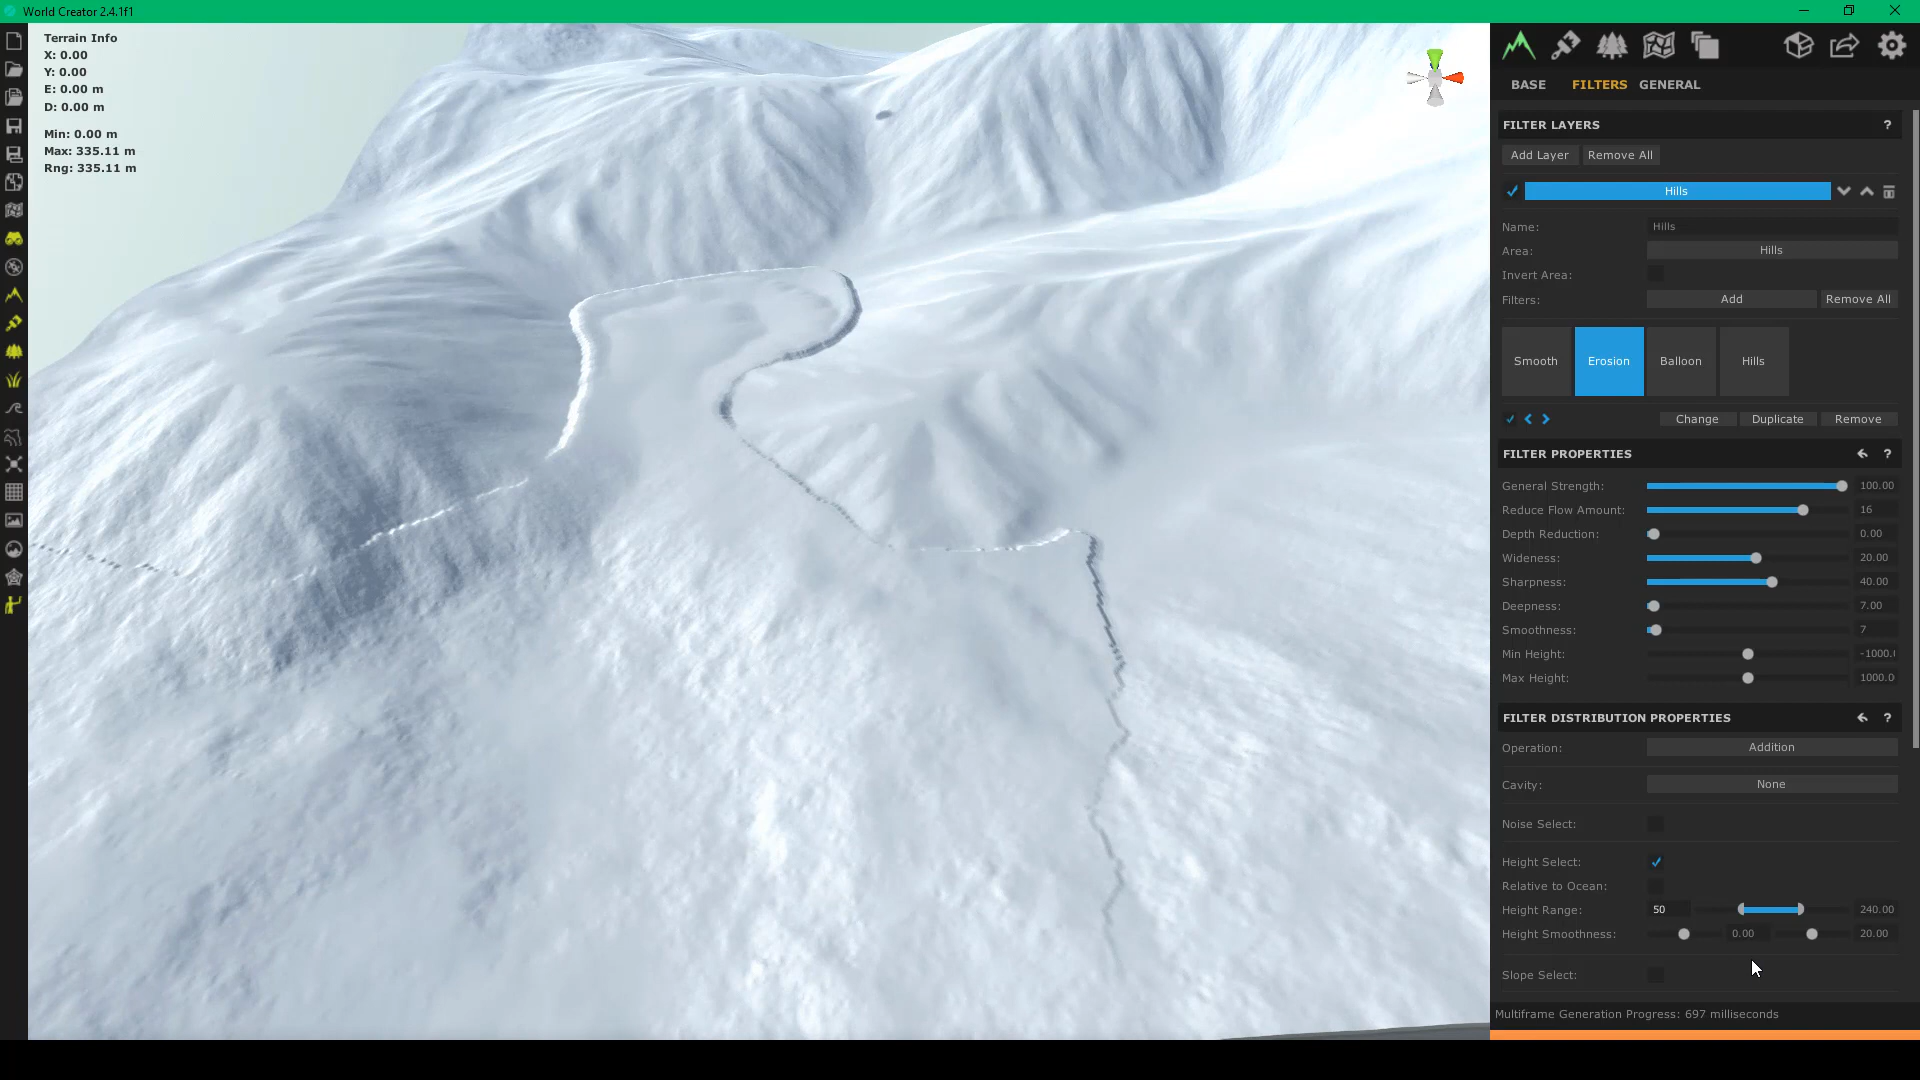 World Creator 2.4.1f1
Terrain Info
X: 0.00
Y: 0.00
E: 0.00 m
D: 0.00 m
Min: 0.00 m
Max: 335.11 m
Rng: 335.11 m
BASE FILTERS GENERAL
FILTER LAYERS ?
Add Layer Remove All
Hills
Name: Hills
Area: Hills
Invert Area:
Filters: Add Remove All
Smooth Erosion Balloon Hills
Change Duplicate Remove
FILTER PROPERTIES ?
General Strength: 100.00
Reduce Flow Amount: 16
Depth Reduction: 0.00
Wideness: 20.00
Sharpness: 40.00
Deepness: 7.00
Smoothness: 7
Min Height: -1000.
Max Height: 1000.0
FILTER DISTRIBUTION PROPERTIES ?
Operation: Addition
Cavity: None
Noise Select:
Height Select:
Relative to Ocean:
Height Range: 50 240.00
Height Smoothness: 0.00 20.00
Slope Select:
Multiframe Generation Progress: 697 milliseconds